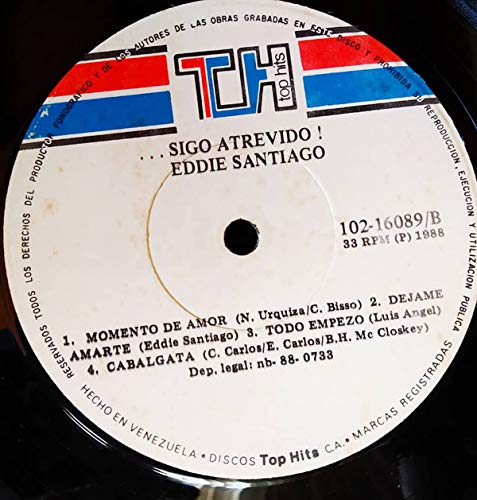 RESERVADOS TODOS LOS DERECHOS DEL PRODUCTOR FONOGRAFICO Y DE LOS AUTORES DE LAS OBRAS GRABADAS EN ESTE DISCO Y PROHIBIDA SU REPRODUCCION, EJECUCION Y UTILIZACION PUBLICA
TH
top hits
. . . SIGO ATREVIDO !
EDDIE SANTIAGO
102-16089/B
33 RPM (P) 1988
1. MOMENTO DE AMOR (N. Urquiza/C. Bisso) 2. DEJAME
AMARTE (Eddie Santiago) 3. TODO EMPEZO (Luis Angel)
4. CABALGATA (C. Carlos/E. Carlos/B.H. Mc Closkey)
Dep. legal: nb- 88- 0733
HECHO EN VENEZUELA • DISCOS Top Hits C.A. • MARCAS REGISTRADAS